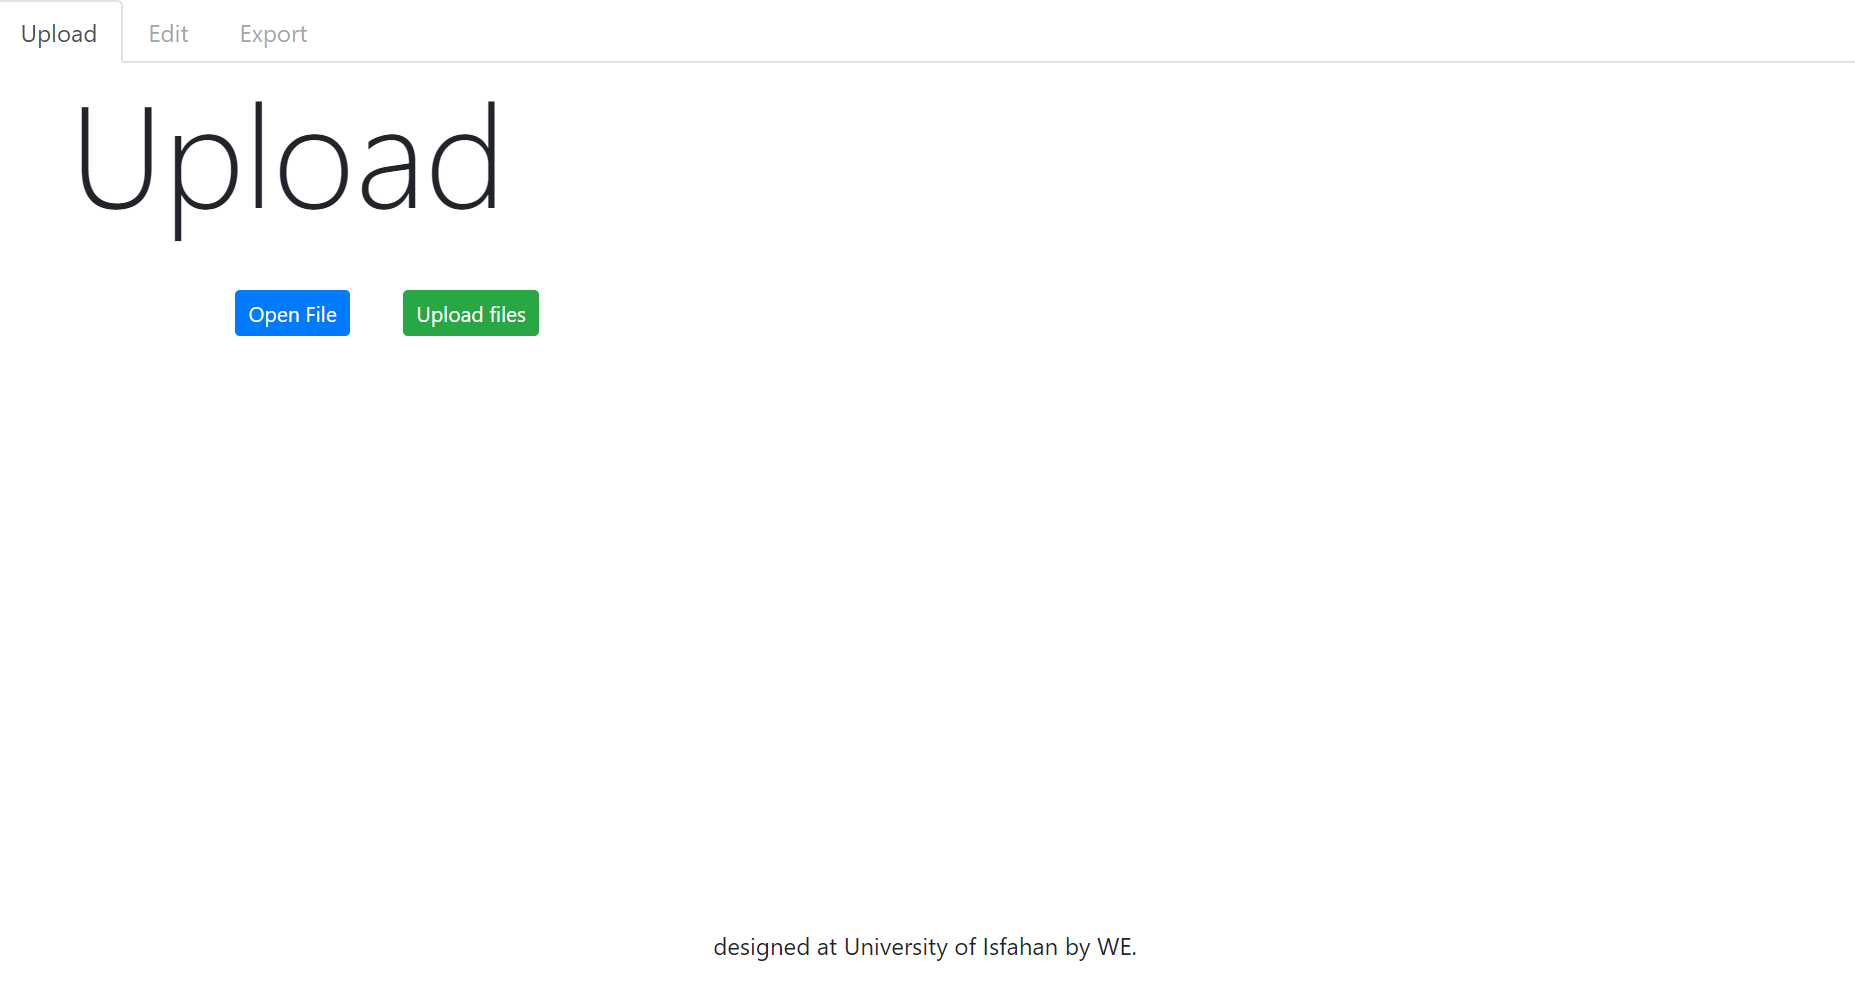 Upload Edit Export
Upload
Open File Upload files
designed at University of Isfahan by WE.